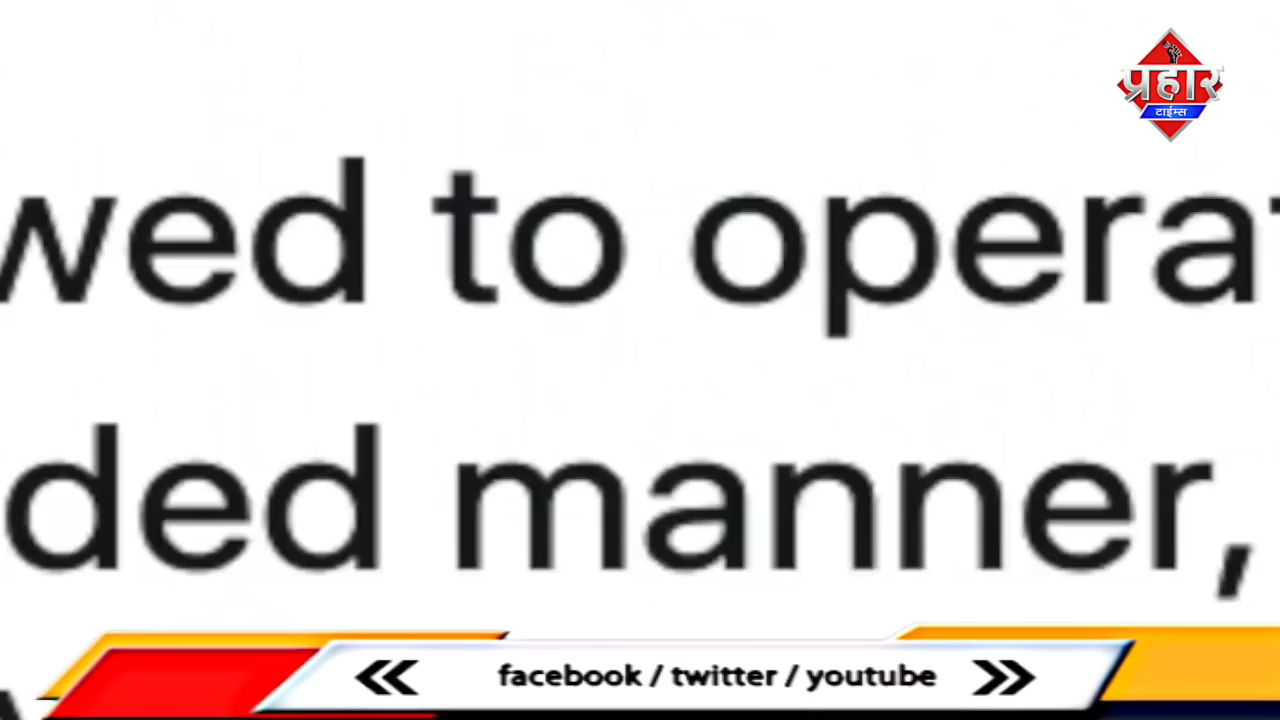 प्रहार
टाईम्स
wed to operat
ded manner,
facebook / twitter / youtube